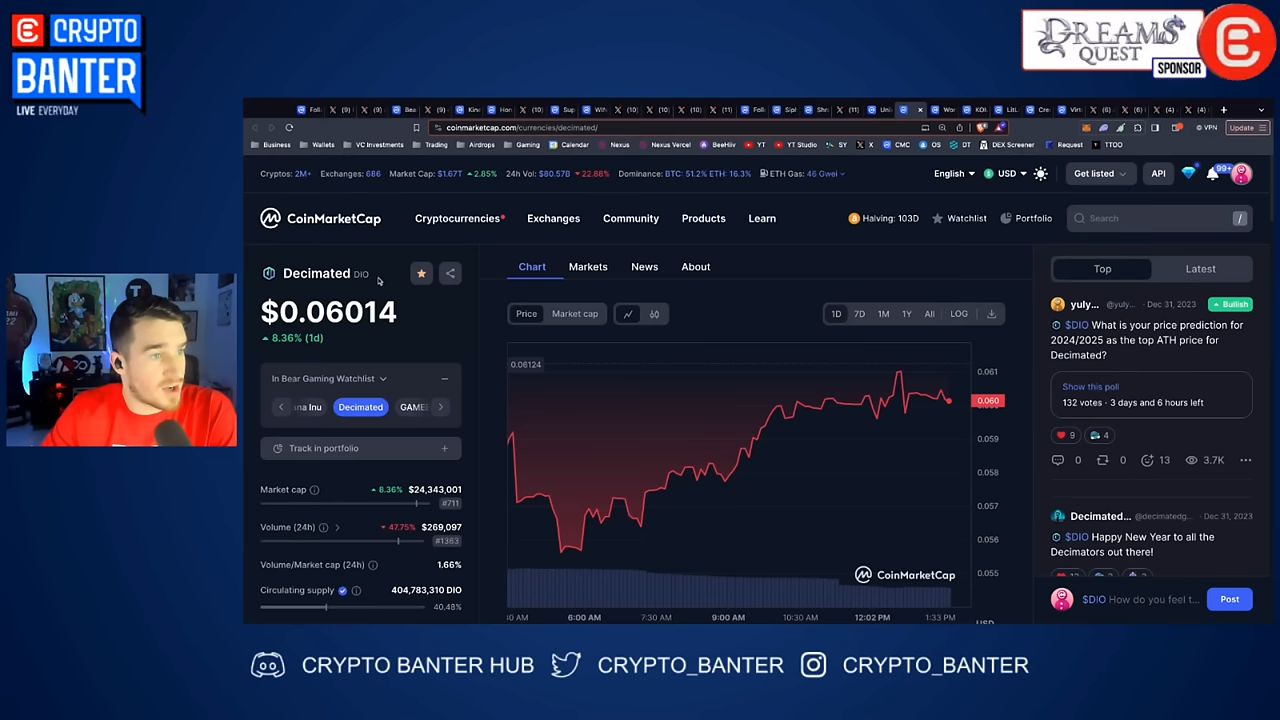 CRYPTO
BANTER
LIVE EVERYDAY
DREAMS
QUEST
SPONSOR
coinmarketcap.com/currencies/decimated/
VPN
Update
Business Wallets VC Investments Trading Airdrops Gaming Calendar Nexus Nexus Vercel BeeHiiv YT YT Studio SY X CMC OS DT DEX Screener Request TTOO
Cryptos: 2M+ Exchanges: 686 Market Cap: $1.67T 2.85% 24h Vol: $80.57B 22.88% Dominance: BTC: 51.2% ETH: 16.3% ETH Gas: 46 Gwei
English USD Get listed API 99+
CoinMarketCap Cryptocurrencies Exchanges Community Products Learn Halving: 103D Watchlist Portfolio Search /
Decimated DIO
$0.06014
8.36% (1d)
In Bear Gaming Watchlist
na Inu Decimated GAMEE
Track in portfolio +
Market cap 8.36% $24,343,001
#711
Volume (24h) 47.75% $269,097
#1363
Volume/Market cap (24h) 1.66%
Circulating supply 404,783,310 DIO
40.48%
Chart Markets News About
Price Market cap 1D 7D 1M 1Y All LOG
0.06124
0.061
0.060
0.059
0.058
0.057
0.056
0.055
CoinMarketCap
6:00 AM 7:30 AM 9:00 AM 10:30 AM 12:02 PM 1:33 PM
USD
Top Latest
yuly... @yuly... Dec 31, 2023 Bullish
$DIO What is your price prediction for
2024/2025 as the top ATH price for
Decimated?
Show this poll
132 votes · 3 days and 6 hours left
9 4
0 0 13 3.7K
Decimated... @decimatedg... Dec 31, 2023
$DIO Happy New Year to all the
Decimators out there!
$DIO How do you feel t... Post
CRYPTO BANTER HUB CRYPTO_BANTER CRYPTO_BANTER